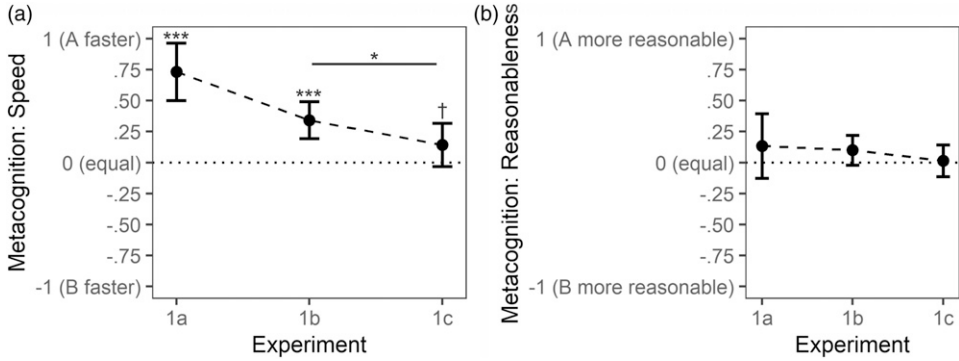 (a)
Metacognition: Speed
1 (A faster)
.75
.50
.25
0 (equal)
-.25
-.50
-.75
-1 (B faster)
***
***
*
†
1a
1b
1c
Experiment
(b)
Metacognition: Reasonableness
1 (A more reasonable)
.75
.50
.25
0 (equal)
-.25
-.50
-.75
-1 (B more reasonable)
1a
1b
1c
Experiment